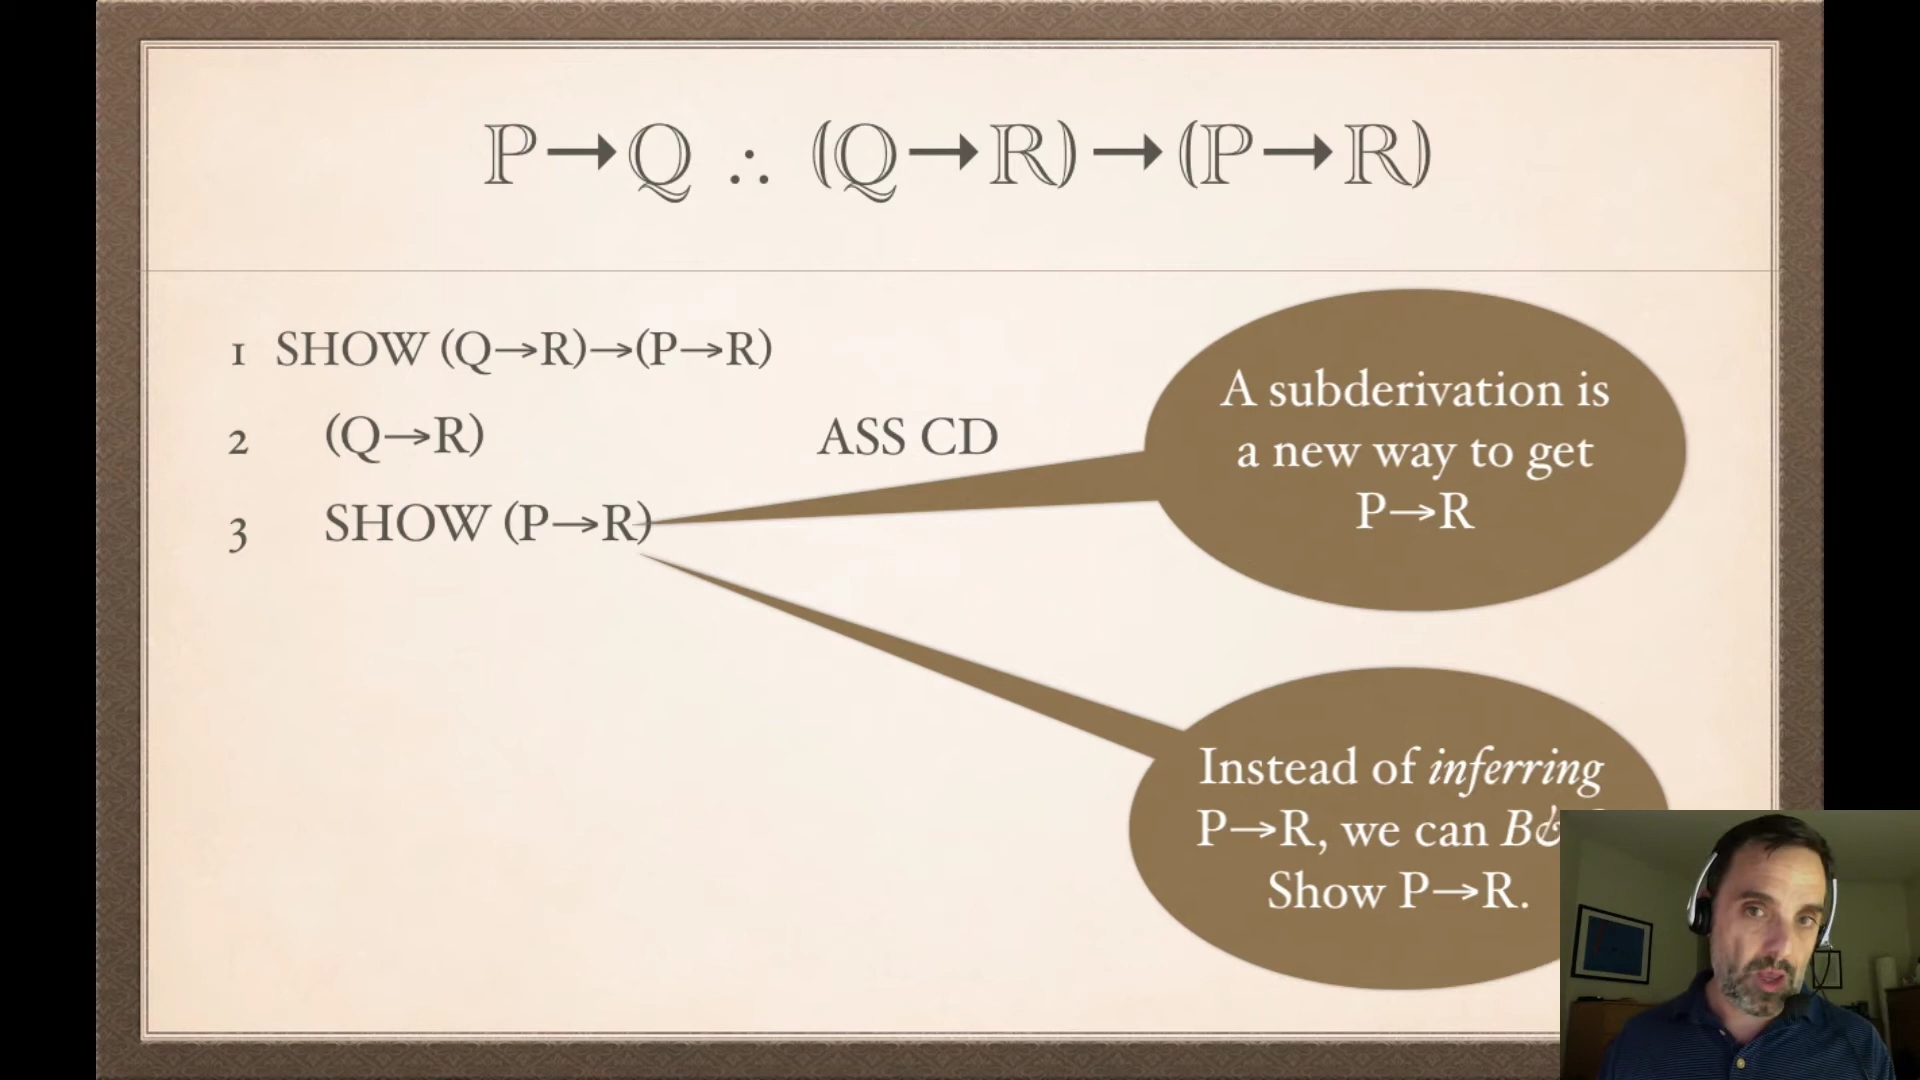 ℙ→ℚ ∴ (ℚ→ℝ)→(ℙ→ℝ)
1 SHOW (Q→R)→(P→R)
2 (Q→R) ASS CD
3 SHOW (P→R)
A subderivation is
a new way to get
P→R
Instead of inferring
P→R, we can
Show P→R.